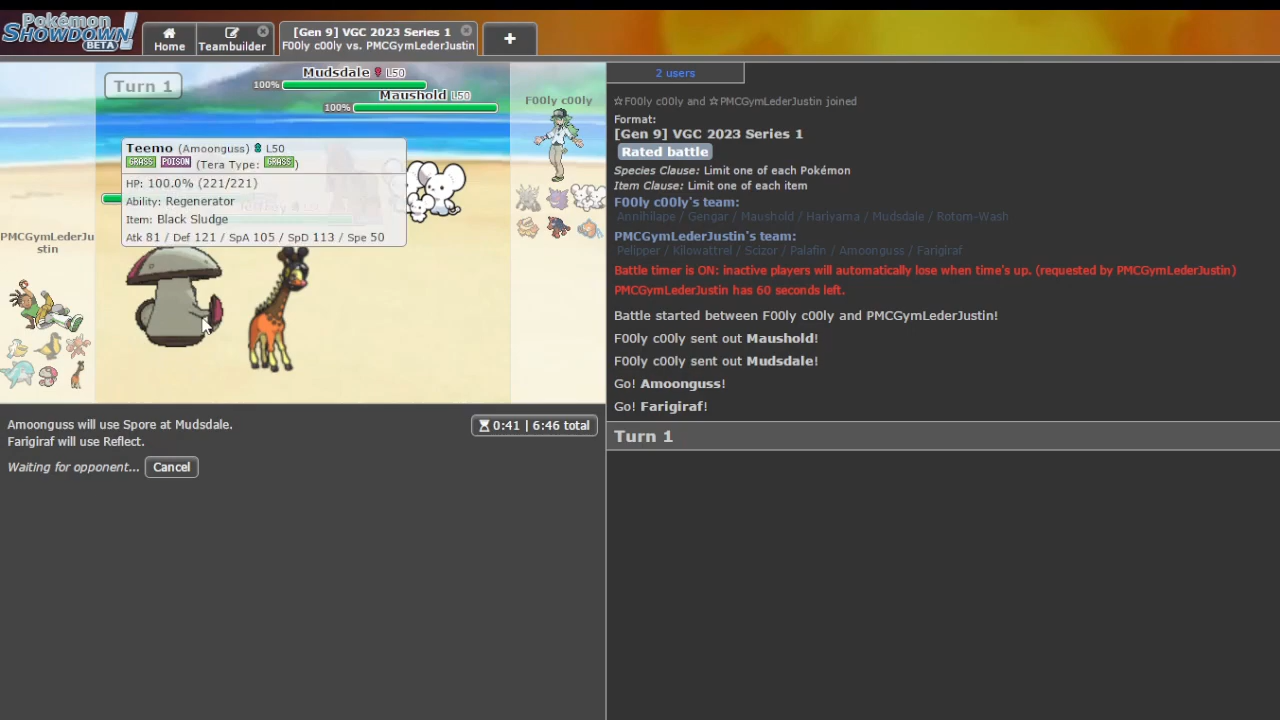 Pokémon
SHOWDOWN!
BETA
Home
Teambuilder
[Gen 9] VGC 2023 Series 1
F00ly c00ly vs. PMCGymLederJustin
+
Turn 1
Mudsdale L50
100%
Maushold L50
100%
Teemo (Amoonguss) L50
GRASS POISON (Tera Type: GRASS)
HP: 100.0% (221/221)
Ability: Regenerator
Item: Black Sludge
Atk 81 / Def 121 / SpA 105 / SpD 113 / Spe 50
F00ly c00ly
PMCGymLederJu
stin
Amoonguss will use Spore at Mudsdale.
Farigiraf will use Reflect.
Waiting for opponent... Cancel
0:41 | 6:46 total
2 users
☆F00ly c00ly and ☆PMCGymLederJustin joined
Format:
[Gen 9] VGC 2023 Series 1
Rated battle
Species Clause: Limit one of each Pokémon
Item Clause: Limit one of each item
F00ly c00ly's team:
Annihilape / Gengar / Maushold / Hariyama / Mudsdale / Rotom-Wash
PMCGymLederJustin's team:
Pelipper / Kilowattrel / Scizor / Palafin / Amoonguss / Farigiraf
Battle timer is ON: inactive players will automatically lose when time's up. (requested by PMCGymLederJustin)
PMCGymLederJustin has 60 seconds left.
Battle started between F00ly c00ly and PMCGymLederJustin!
F00ly c00ly sent out Maushold!
F00ly c00ly sent out Mudsdale!
Go! Amoonguss!
Go! Farigiraf!
Turn 1